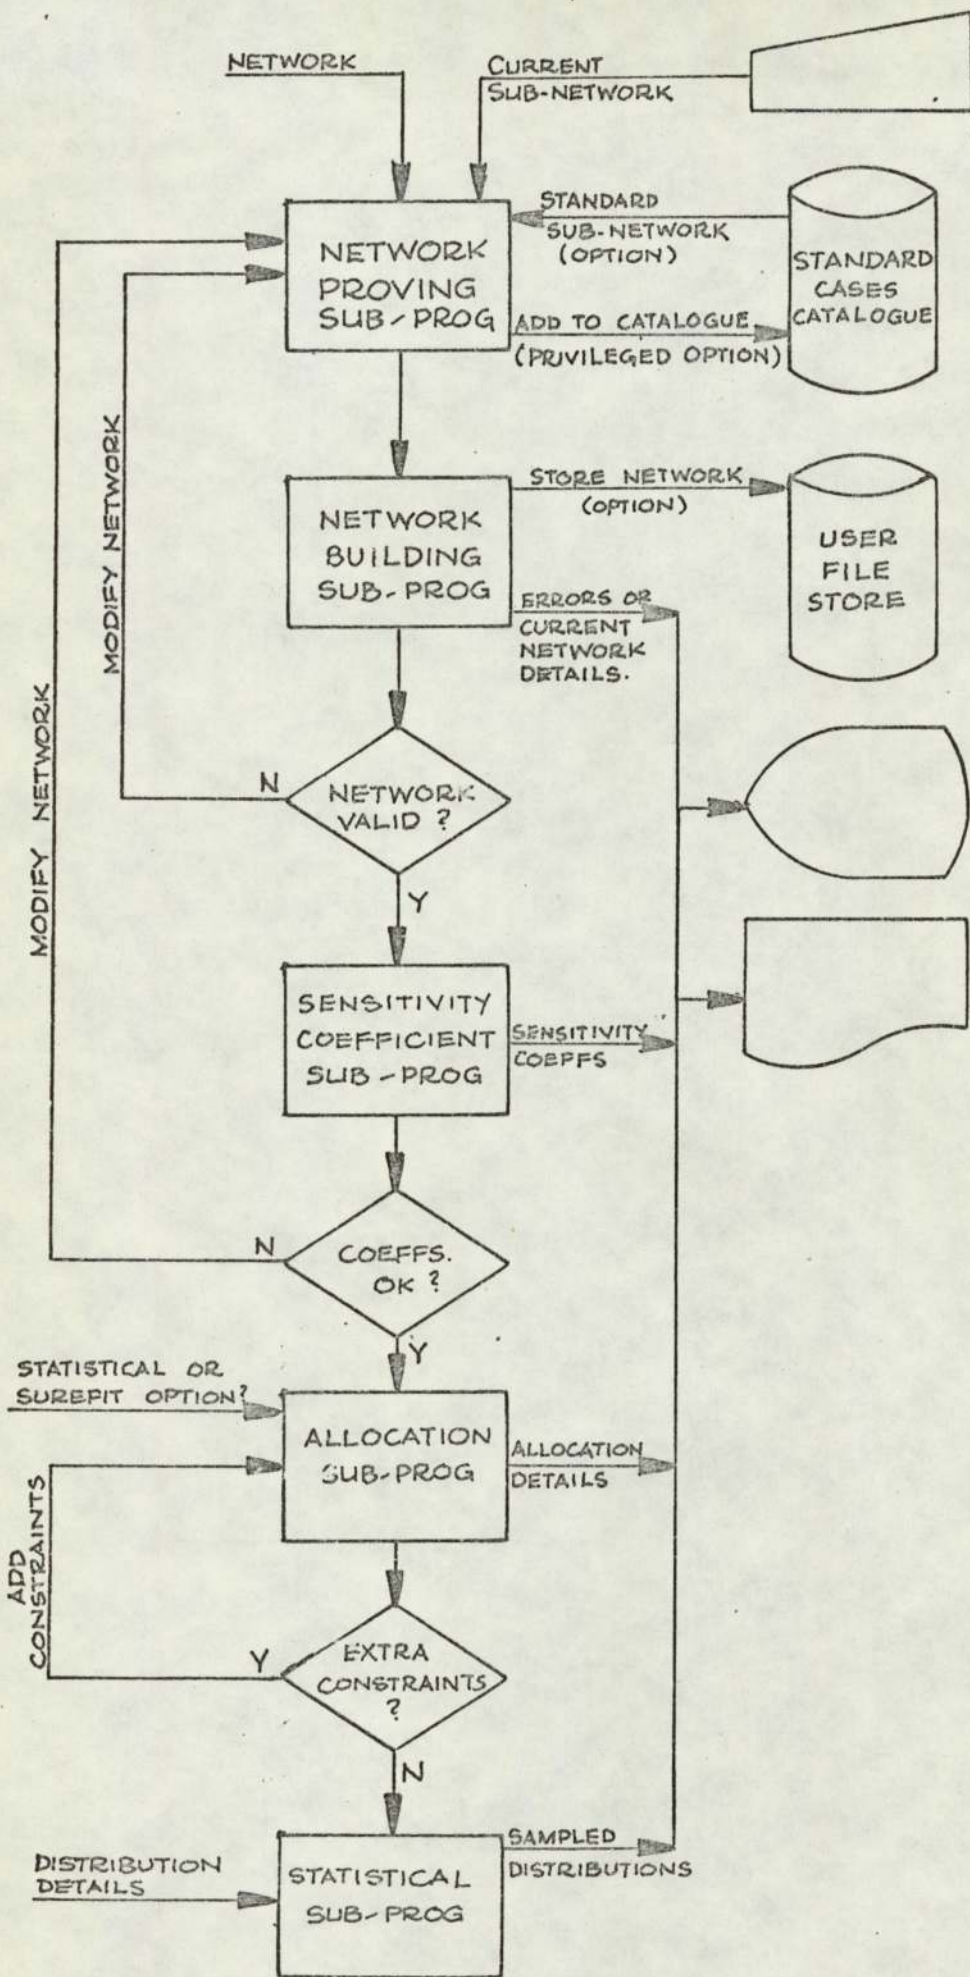 NETWORK
CURRENT
SUB-NETWORK
NETWORK
PROVING
SUB-PROG
STANDARD
SUB-NETWORK
(OPTION)
STANDARD
CASES
CATALOGUE
ADD TO CATALOGUE
(PRIVILEGED OPTION)
MODIFY NETWORK
MODIFY NETWORK
NETWORK
BUILDING
SUB-PROG
STORE NETWORK
(OPTION)
USER
FILE
STORE
ERRORS OR
CURRENT
NETWORK
DETAILS.
N
NETWORK
VALID ?
Y
SENSITIVITY
COEFFICIENT
SUB-PROG
SENSITIVITY
COEFFS
N
COEFFS.
OK ?
Y
STATISTICAL OR
SUREFIT OPTION?
ALLOCATION
SUB-PROG
ALLOCATION
DETAILS
ADD
CONSTRAINTS
Y
EXTRA
CONSTRAINTS
?
N
DISTRIBUTION
DETAILS
STATISTICAL
SUB-PROG
SAMPLED
DISTRIBUTIONS